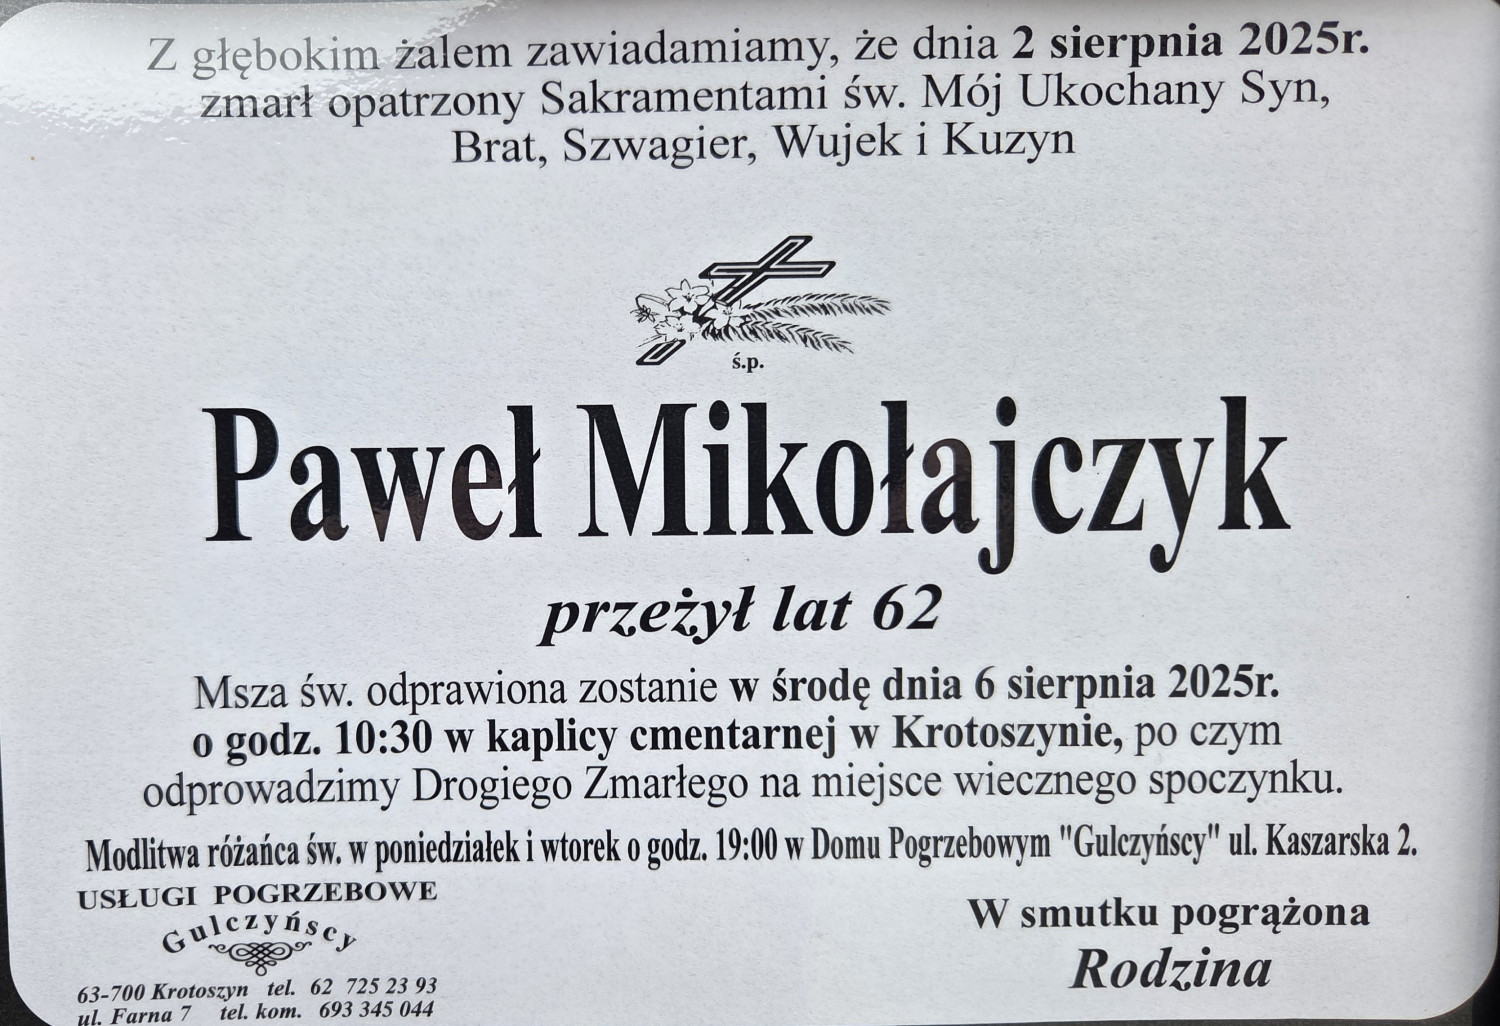 Z głębokim żalem zawiadamiamy, że dnia 2 sierpnia 2025r.
zmarł opatrzony Sakramentami św. Mój Ukochany Syn,
Brat, Szwagier, Wujek i Kuzyn
ś.p.
Paweł Mikołajczyk
przeżył lat 62
Msza św. odprawiona zostanie w środę dnia 6 sierpnia 2025r.
o godz. 10:30 w kaplicy cmentarnej w Krotoszynie, po czym
odprowadzimy Drogiego Zmarłego na miejsce wiecznego spoczynku.
Modlitwa różańca św. w poniedziałek i wtorek o godz. 19:00 w Domu Pogrzebowym "Gulczyńscy" ul. Kaszarska 2.
USŁUGI POGRZEBOWE
Gulczyńscy
63-700 Krotoszyn tel. 62 725 23 93
ul. Farna 7 tel. kom. 693 345 044
W smutku pogrążona
Rodzina